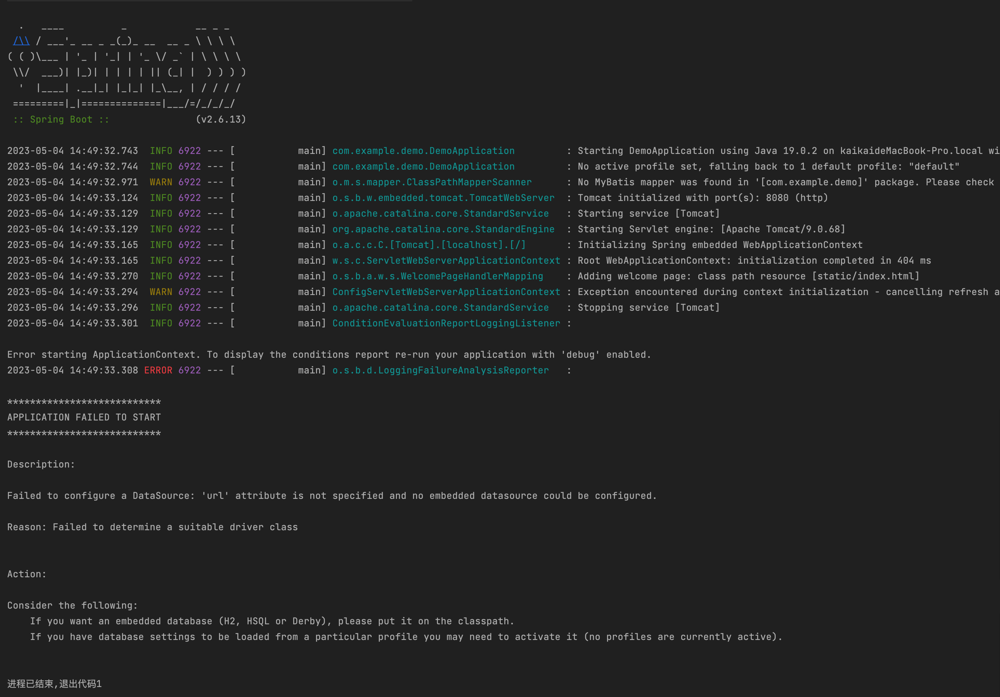 .   ____          _            __ _ _
 /\\ / ___'_ __ _ _(_)_ __  __ _ \ \ \ \
( ( )\___ | '_ | '_| | '_ \/ _` | \ \ \ \
 \\/  ___)| |_)| | | | | || (_| |  ) ) ) )
  '  |____| .__|_| |_|_| |_\__, | / / / /
 =========|_|==============|___/=/_/_/_/
 :: Spring Boot ::               (v2.6.13)
2023-05-04 14:49:32.743  INFO 6922 --- [           main] com.example.demo.DemoApplication         : Starting DemoApplication using Java 19.0.2 on kaikaideMacBook-Pro.local wi
2023-05-04 14:49:32.744  INFO 6922 --- [           main] com.example.demo.DemoApplication         : No active profile set, falling back to 1 default profile: "default"
2023-05-04 14:49:32.971  WARN 6922 --- [           main] o.m.s.mapper.ClassPathMapperScanner      : No MyBatis mapper was found in '[com.example.demo]' package. Please check
2023-05-04 14:49:33.124  INFO 6922 --- [           main] o.s.b.w.embedded.tomcat.TomcatWebServer  : Tomcat initialized with port(s): 8080 (http)
2023-05-04 14:49:33.129  INFO 6922 --- [           main] o.apache.catalina.core.StandardService   : Starting service [Tomcat]
2023-05-04 14:49:33.129  INFO 6922 --- [           main] org.apache.catalina.core.StandardEngine  : Starting Servlet engine: [Apache Tomcat/9.0.68]
2023-05-04 14:49:33.165  INFO 6922 --- [           main] o.a.c.c.C.[Tomcat].[localhost].[/]       : Initializing Spring embedded WebApplicationContext
2023-05-04 14:49:33.165  INFO 6922 --- [           main] w.s.c.ServletWebServerApplicationContext : Root WebApplicationContext: initialization completed in 404 ms
2023-05-04 14:49:33.270  INFO 6922 --- [           main] o.s.b.a.w.s.WelcomePageHandlerMapping    : Adding welcome page: class path resource [static/index.html]
2023-05-04 14:49:33.294  WARN 6922 --- [           main] ConfigServletWebServerApplicationContext : Exception encountered during context initialization - cancelling refresh a
2023-05-04 14:49:33.296  INFO 6922 --- [           main] o.apache.catalina.core.StandardService   : Stopping service [Tomcat]
2023-05-04 14:49:33.301  INFO 6922 --- [           main] ConditionEvaluationReportLoggingListener :
Error starting ApplicationContext. To display the conditions report re-run your application with 'debug' enabled.
2023-05-04 14:49:33.308 ERROR 6922 --- [           main] o.s.b.d.LoggingFailureAnalysisReporter   :
***************************
APPLICATION FAILED TO START
***************************
Description:
Failed to configure a DataSource: 'url' attribute is not specified and no embedded datasource could be configured.
Reason: Failed to determine a suitable driver class
Action:
Consider the following:
    If you want an embedded database (H2, HSQL or Derby), please put it on the classpath.
    If you have database settings to be loaded from a particular profile you may need to activate it (no profiles are currently active).
进程已结束,退出代码1